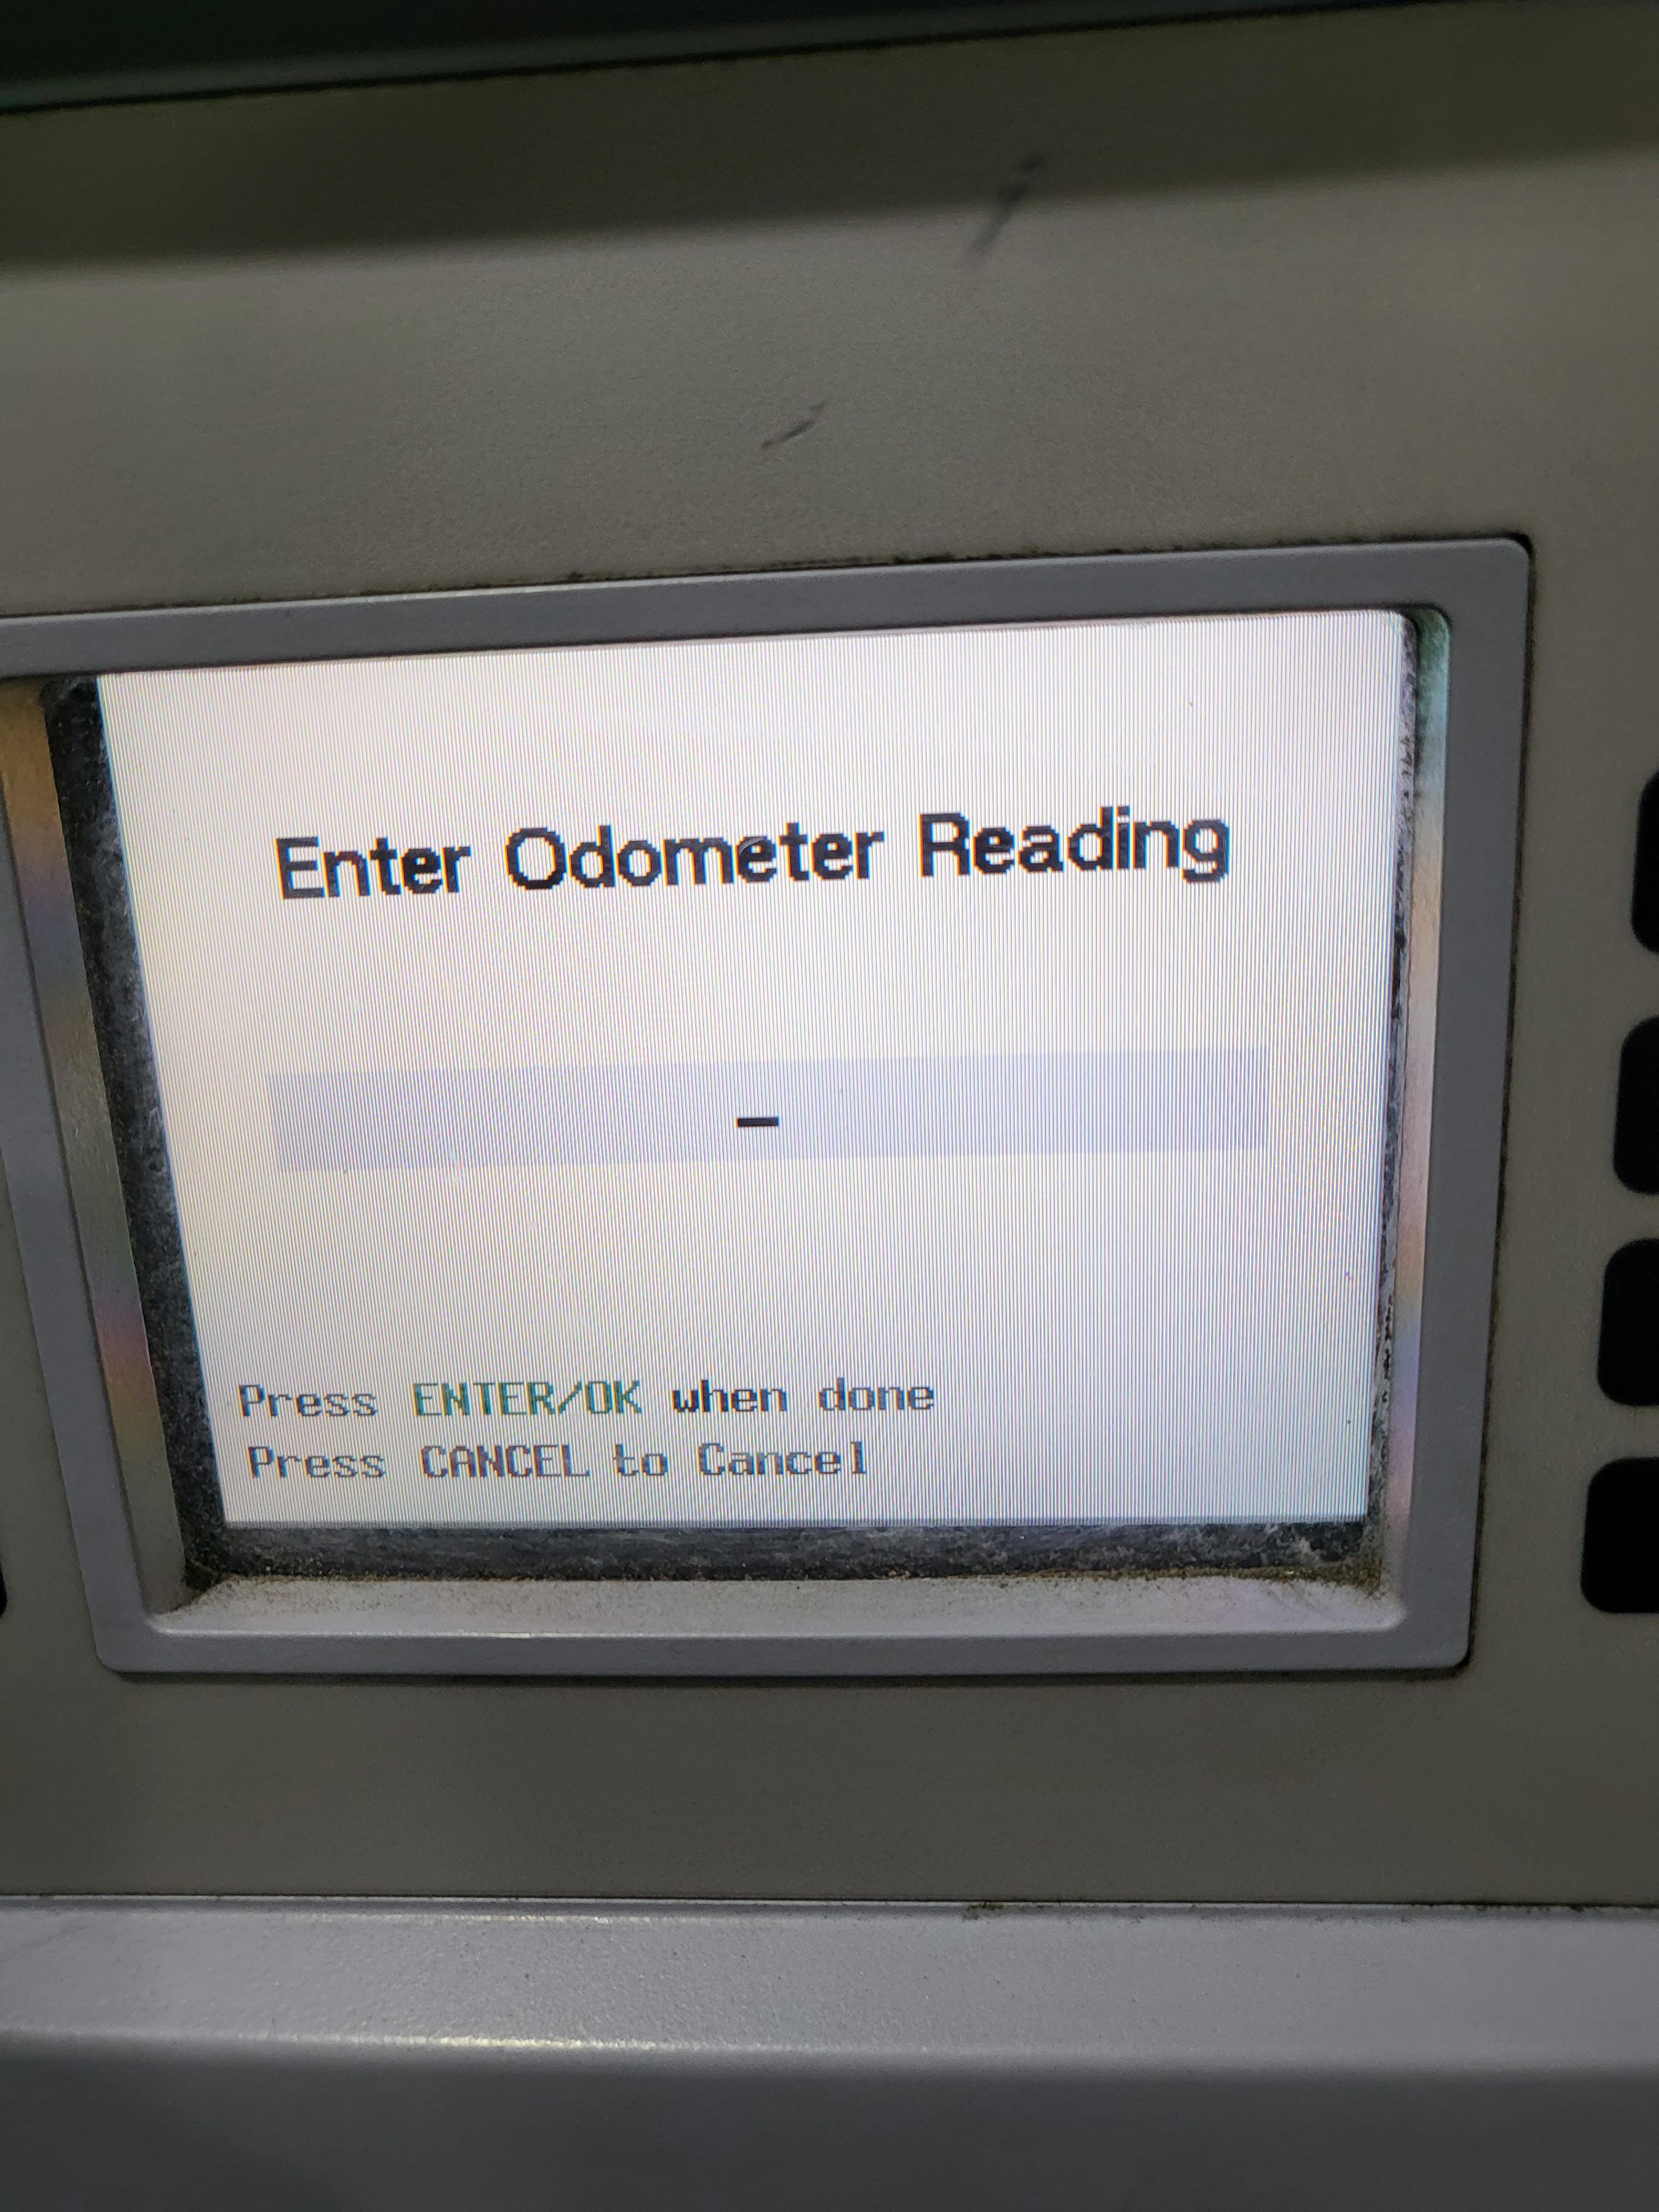 Enter Odometer Reading
_
Press ENTER/OK when done
Press CANCEL to Cancel